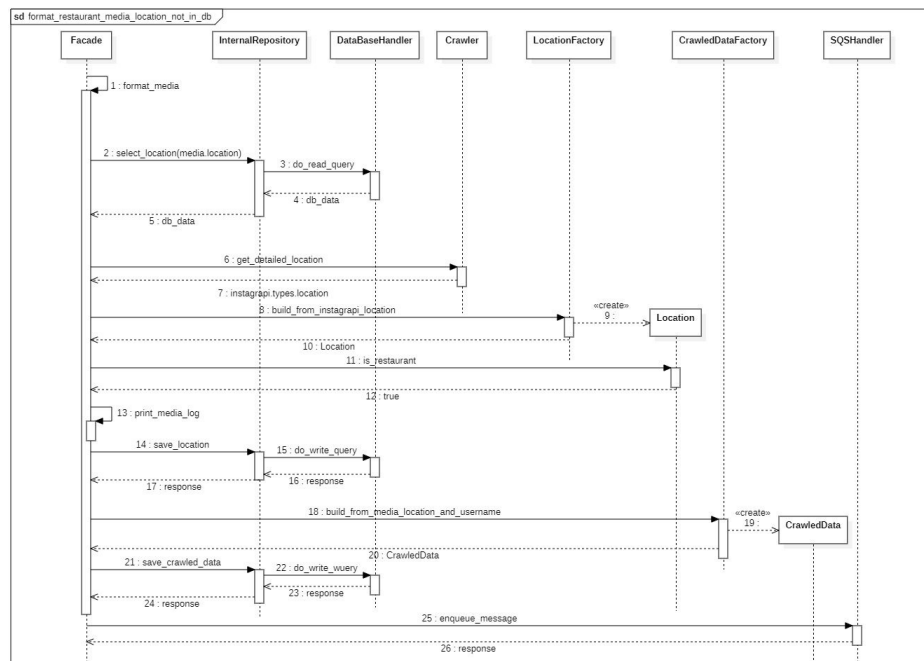 sd format_restaurant_media_location_not_in_db
Facade
InternalRepository
DataBaseHandler
Crawler
LocationFactory
CrawledDataFactory
SQSHandler
1 : format_media
2 : select_location(media.location)
3 : do_read_query
4 : db_data
5 : db_data
6 : get_detailed_location
7 : instagrapi.types.location
8 : build_from_instagrapi_location
«create»
9 :
Location
10 : Location
11 : is_restaurant
12 : true
13 : print_media_log
14 : save_location
15 : do_write_query
16 : response
17 : response
18 : build_from_media_location_and_username
«create»
19 :
CrawledData
20 : CrawledData
21 : save_crawled_data
22 : do_write_wuery
23 : response
24 : response
25 : enqueue_message
26 : response